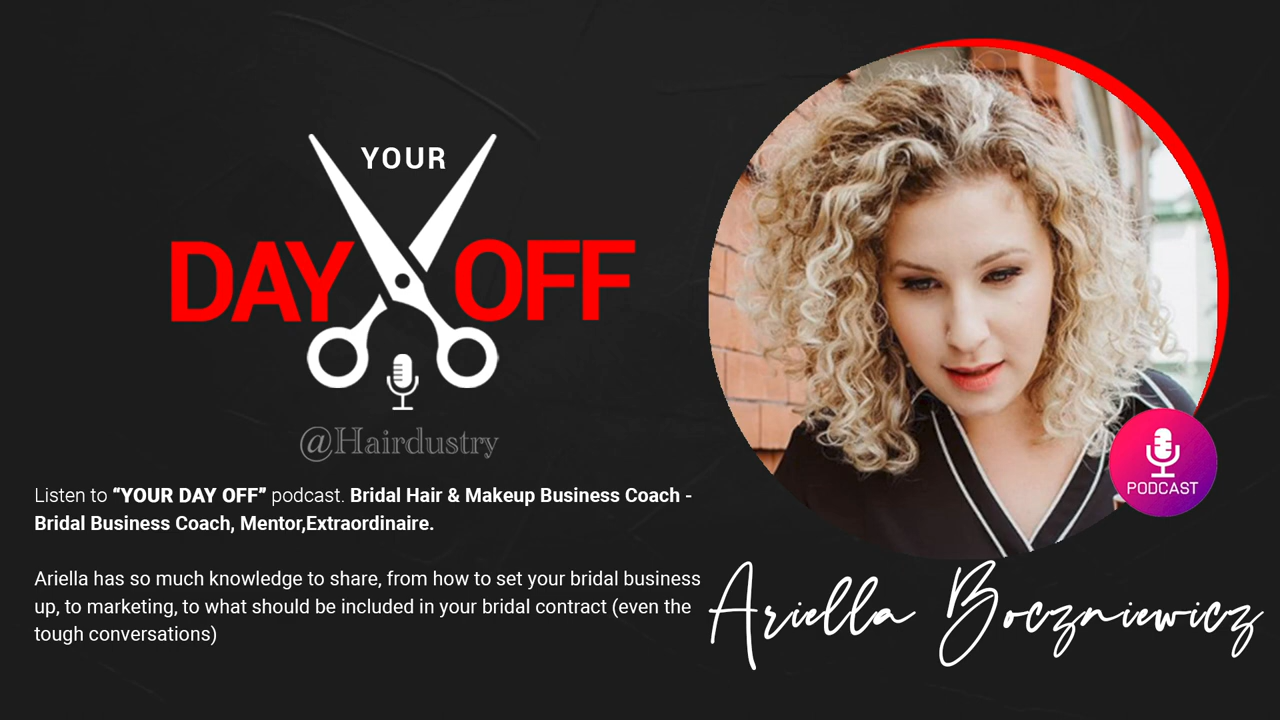 YOUR
DAY OFF
@Hairdustry
Listen to “YOUR DAY OFF” podcast. Bridal Hair & Makeup Business Coach -
Bridal Business Coach, Mentor,Extraordinaire.
Ariella has so much knowledge to share, from how to set your bridal business
up, to marketing, to what should be included in your bridal contract (even the
tough conversations)
PODCAST
Ariella Boczniewicz